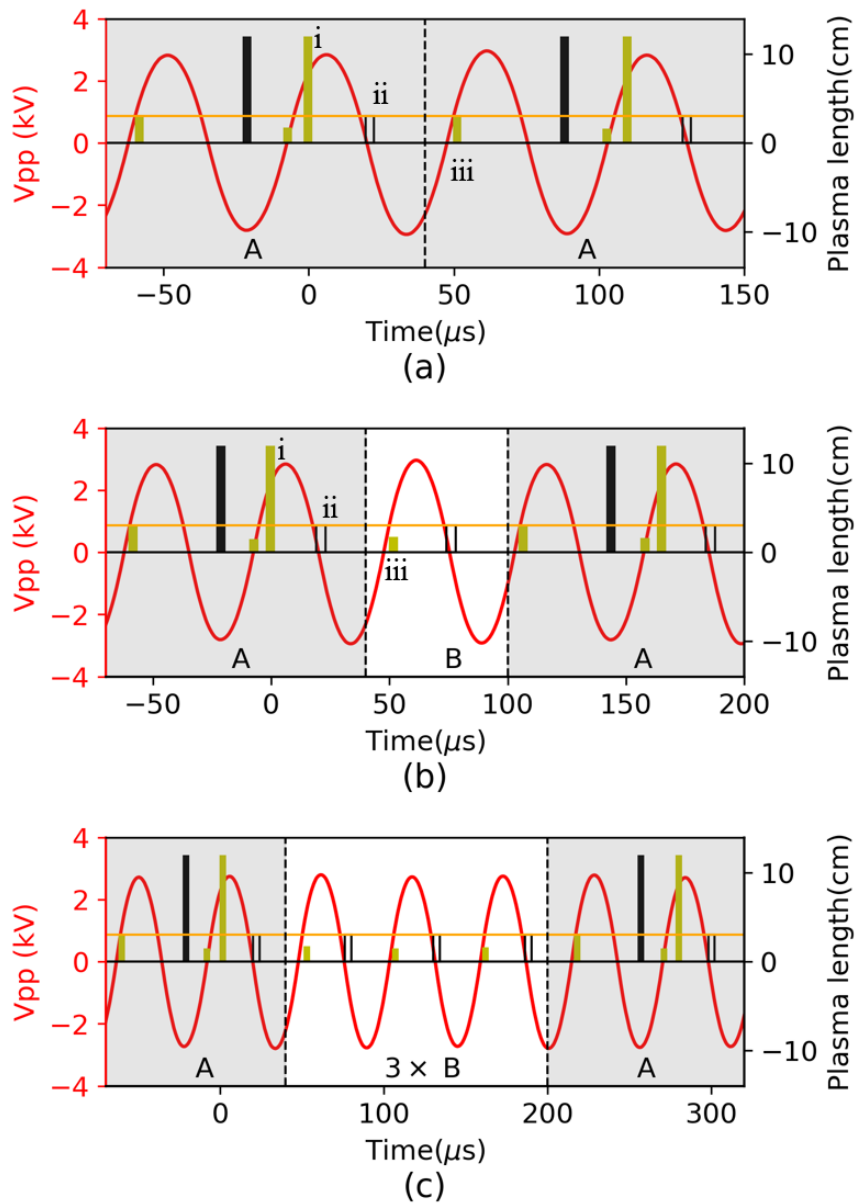 4
2
0
−2
−4
Vpp (kV)
i
ii
iii
A
A
10
0
−10
Plasma length(cm)
−50
0
50
100
150
Time(μs)
(a)
4
2
0
−2
−4
Vpp (kV)
i
ii
iii
A
B
A
10
0
−10
Plasma length(cm)
−50
0
50
100
150
200
Time(μs)
(b)
4
2
0
−2
−4
Vpp (kV)
A
3 × B
A
10
0
−10
Plasma length(cm)
0
100
200
300
Time(μs)
(c)